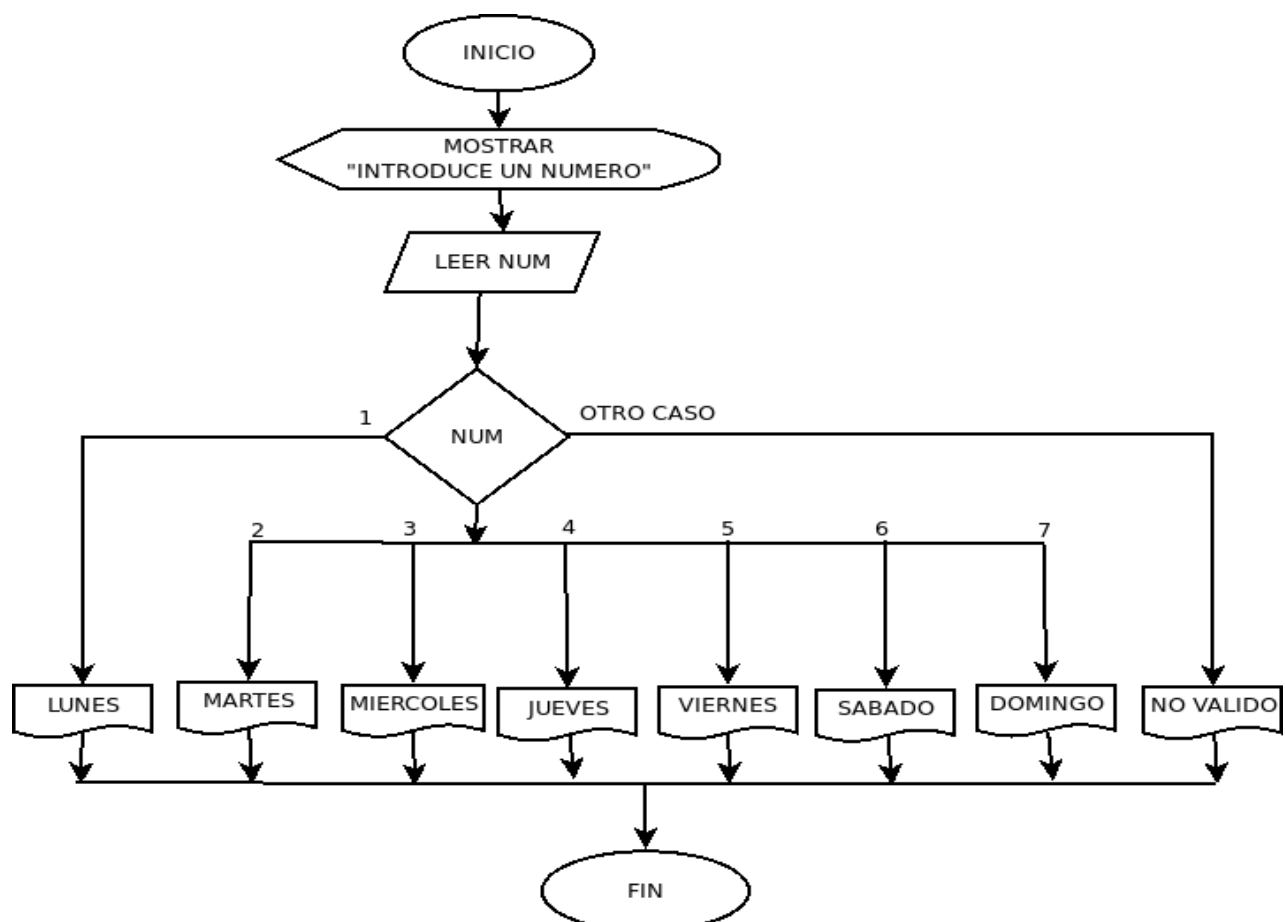 INICIO
MOSTRAR
"INTRODUCE UN NUMERO"
LEER NUM
1
NUM
OTRO CASO
2 3 4 5 6 7
LUNES MARTES MIERCOLES JUEVES VIERNES SABADO DOMINGO NO VALIDO
FIN